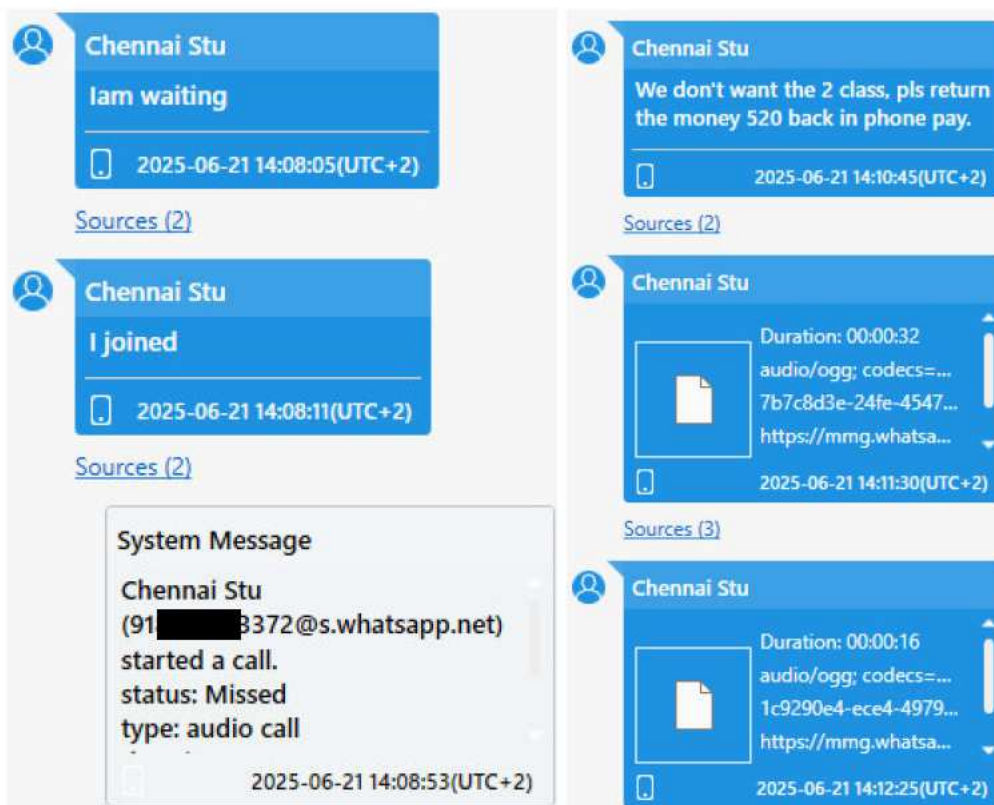 Chennai Stu
Iam waiting
2025-06-21 14:08:05(UTC+2)
Sources (2)
Chennai Stu
I joined
2025-06-21 14:08:11(UTC+2)
Sources (2)
System Message
Chennai Stu
(91 3372@s.whatsapp.net)
started a call.
status: Missed
type: audio call
2025-06-21 14:08:53(UTC+2)
Chennai Stu
We don't want the 2 class, pls return
the money 520 back in phone pay.
2025-06-21 14:10:45(UTC+2)
Sources (2)
Chennai Stu
Duration: 00:00:32
audio/ogg; codecs=...
7b7c8d3e-24fe-4547...
https://mmg.whatsa...
2025-06-21 14:11:30(UTC+2)
Sources (3)
Chennai Stu
Duration: 00:00:16
audio/ogg; codecs=...
1c9290e4-ece4-4979...
https://mmg.whatsa...
2025-06-21 14:12:25(UTC+2)